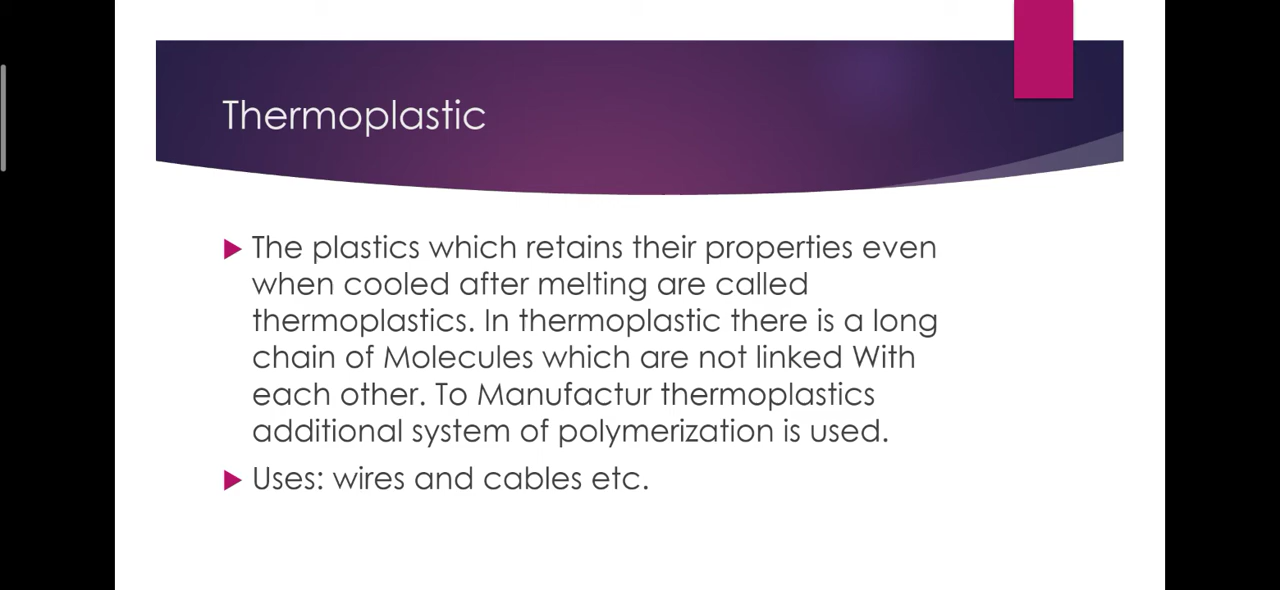 Thermoplastic
The plastics which retains their properties even
when cooled after melting are called
thermoplastics. In thermoplastic there is a long
chain of Molecules which are not linked With
each other. To Manufactur thermoplastics
additional system of polymerization is used.
Uses: wires and cables etc.